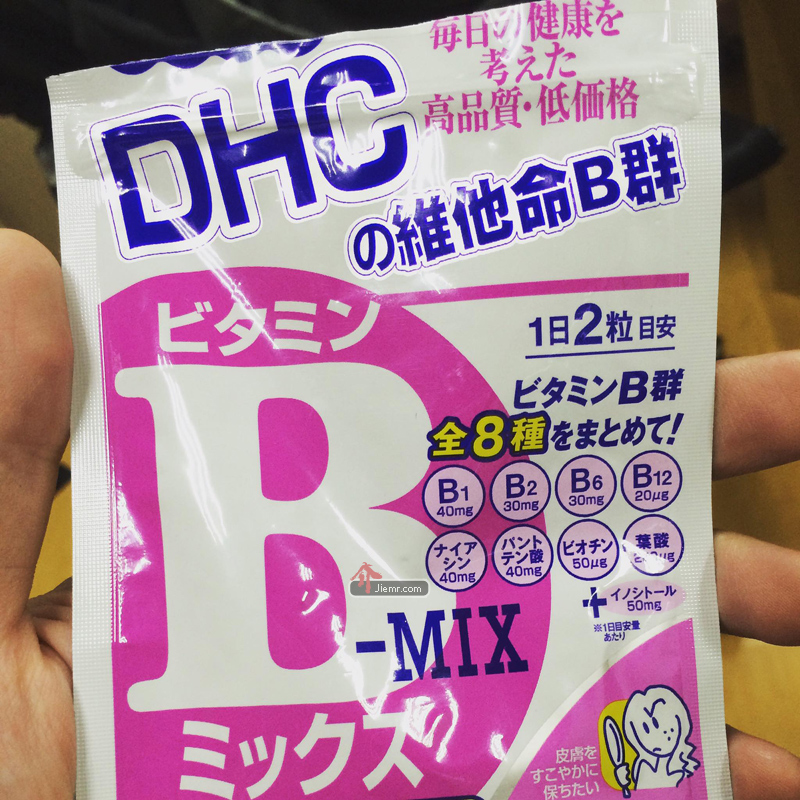 毎日の健康を
考えた
高品質・低価格
DHC
の維他命B群
ビタミン
B
-MIX
ミックス
1日2粒目安
ビタミンB群
全8種をまとめて!
B1
40mg
B2
30mg
B6
30mg
B12
20μg
ナイア
シン
40mg
パント
テン酸
40mg
ビオチン
50μg
葉酸
+イノシトール
50mg
※1日目安量
あたり
Jiemr.com
皮膚を
すこやかに
保ちたい